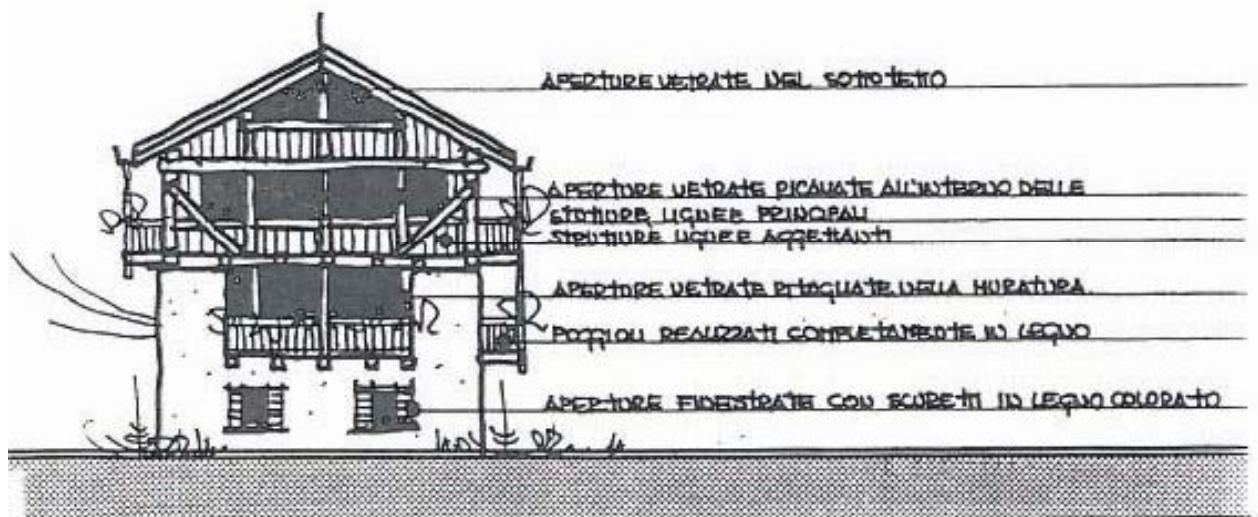 APERTURE VETRATE NEL SOTTOTETTO
APERTURE VETRATE RICAVATE ALL'INTERNO DELLE
STUTTURE LIGNEE PRINCIPALI
STRUTTURE LIGNEE AGGETTANTI
APERTURE VETRATE RITAGLIATE NELLA MURATURA.
POGGIOLI REALIZZATI COMPLETAMENTE IN LEGNO
APERTURE FINESTRATE CON SCURETTI IN LEGNO COLORATO